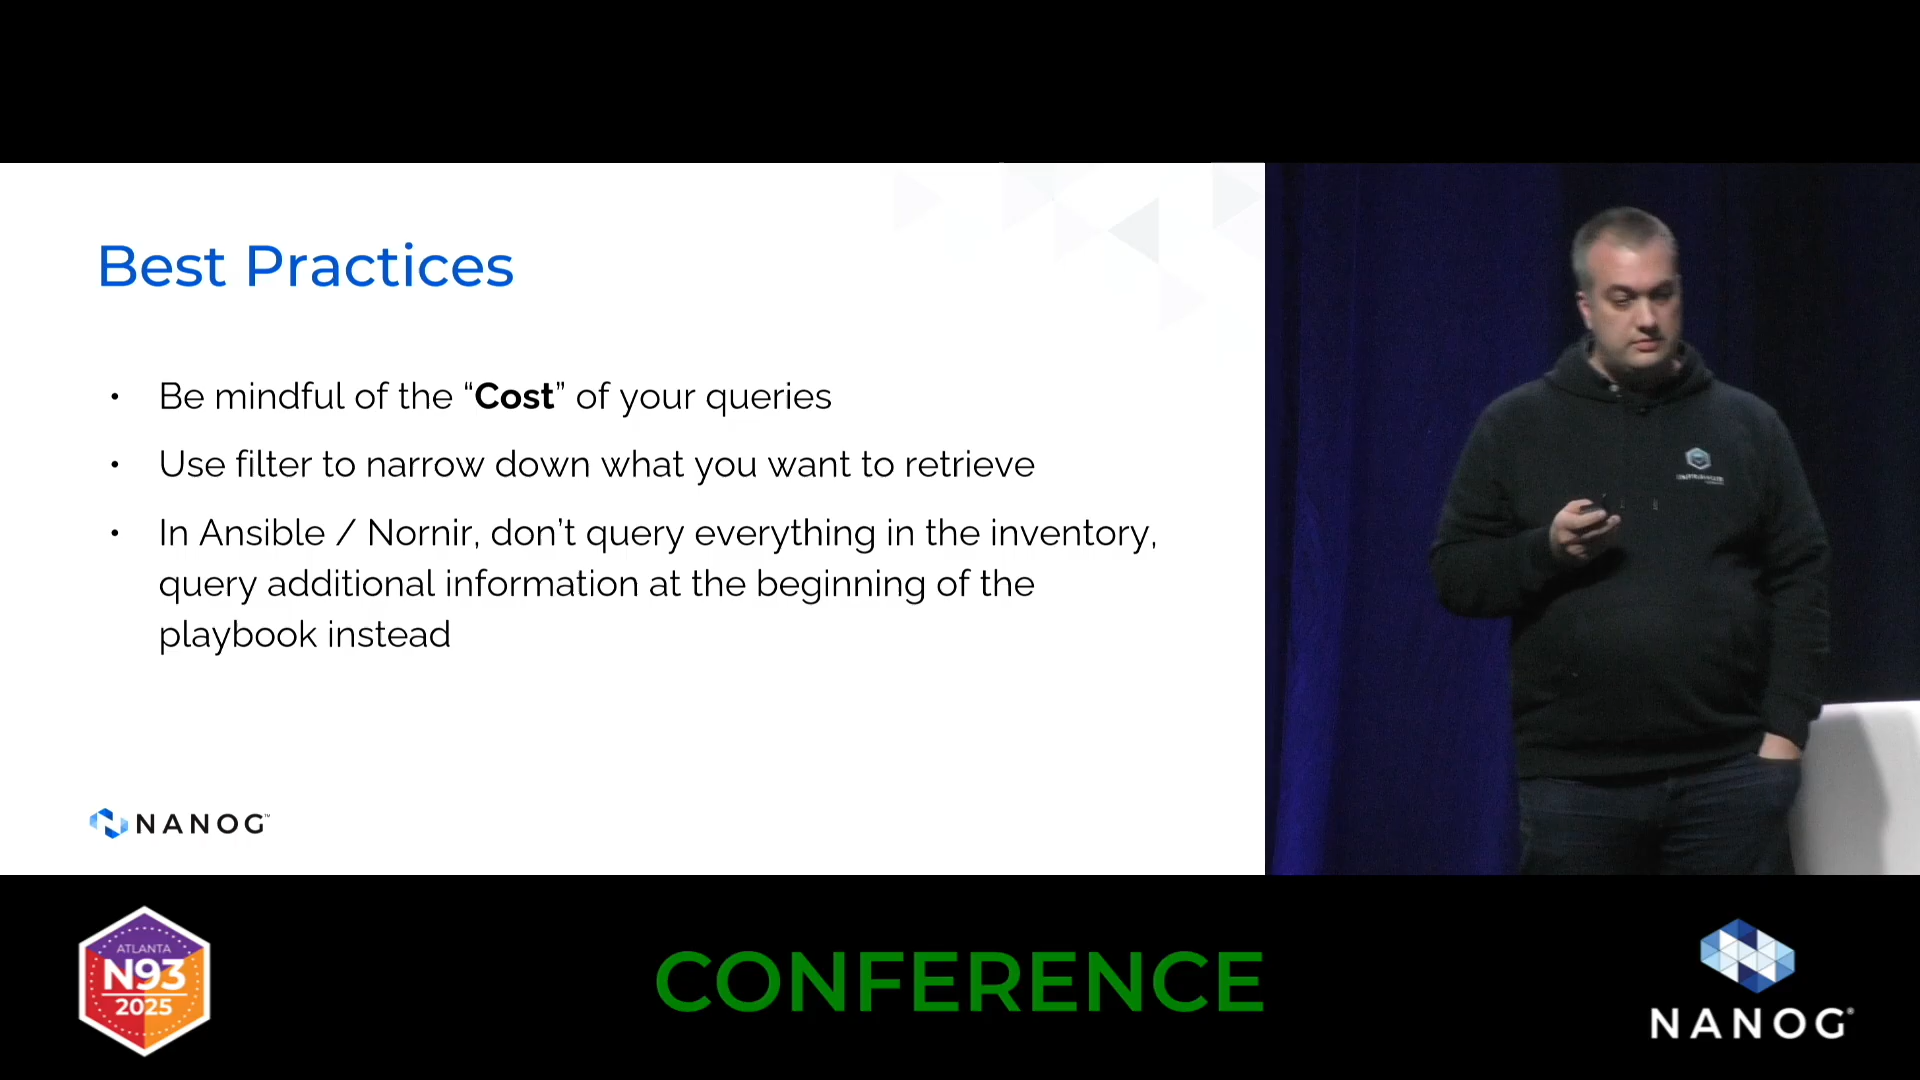 Best Practices
• Be mindful of the “Cost” of your queries
• Use filter to narrow down what you want to retrieve
• In Ansible / Nornir, don’t query everything in the inventory,
query additional information at the beginning of the
playbook instead
NANOG™
ATLANTA
N93
2025
CONFERENCE
NANOG®